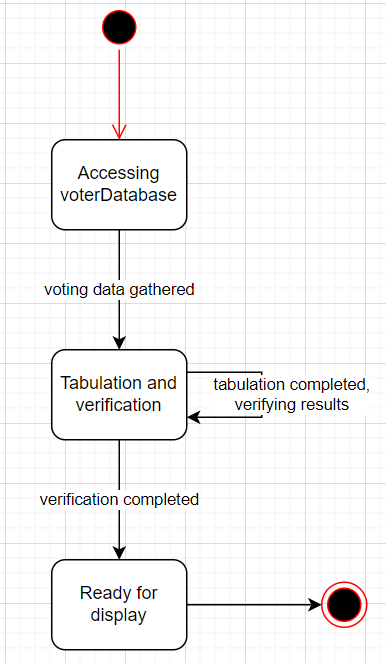 Accessing
voterDatabase
voting data gathered
Tabulation and
verification
tabulation completed,
verifying results
verification completed
Ready for
display